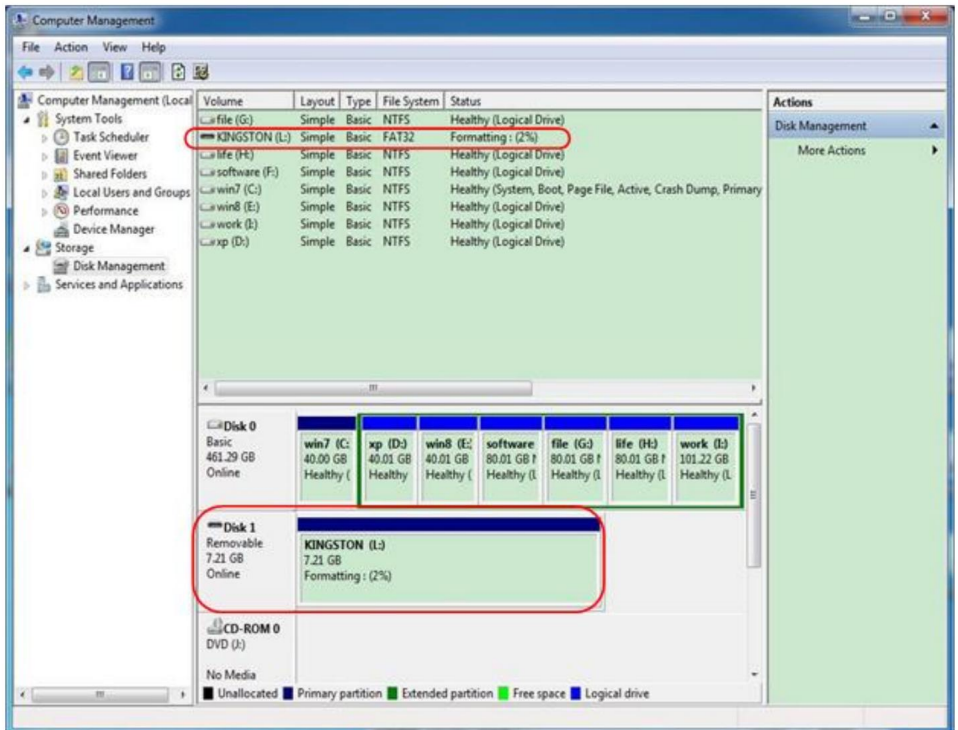 Computer Management
File Action View Help
Computer Management (Local
System Tools
Task Scheduler
Event Viewer
Shared Folders
Local Users and Groups
Performance
Device Manager
Storage
Disk Management
Services and Applications
Volume Layout Type File System Status
file (G:) Simple Basic NTFS Healthy (Logical Drive)
KINGSTON (L:) Simple Basic FAT32 Formatting : (2%)
life (H:) Simple Basic NTFS Healthy (Logical Drive)
software (F:) Simple Basic NTFS Healthy (Logical Drive)
win7 (C:) Simple Basic NTFS Healthy (System, Boot, Page File, Active, Crash Dump, Primary
win8 (E:) Simple Basic NTFS Healthy (Logical Drive)
work (I:) Simple Basic NTFS Healthy (Logical Drive)
xp (D:) Simple Basic NTFS Healthy (Logical Drive)
Actions
Disk Management
More Actions
Disk 0
Basic
461.29 GB
Online
win7 (C:
40.00 GB
Healthy (
xp (D:)
40.01 GB
Healthy
win8 (E:
40.01 GB
Healthy (
software
80.01 GB
Healthy (L
file (G:)
80.01 GB
Healthy (L
life (H:)
80.01 GB
Healthy (L
work (I:)
101.22 GB
Healthy (L
Disk 1
Removable
7.21 GB
Online
KINGSTON (L:)
7.21 GB
Formatting : (2%)
CD-ROM 0
DVD (J:)
No Media
Unallocated Primary partition Extended partition Free space Logical drive